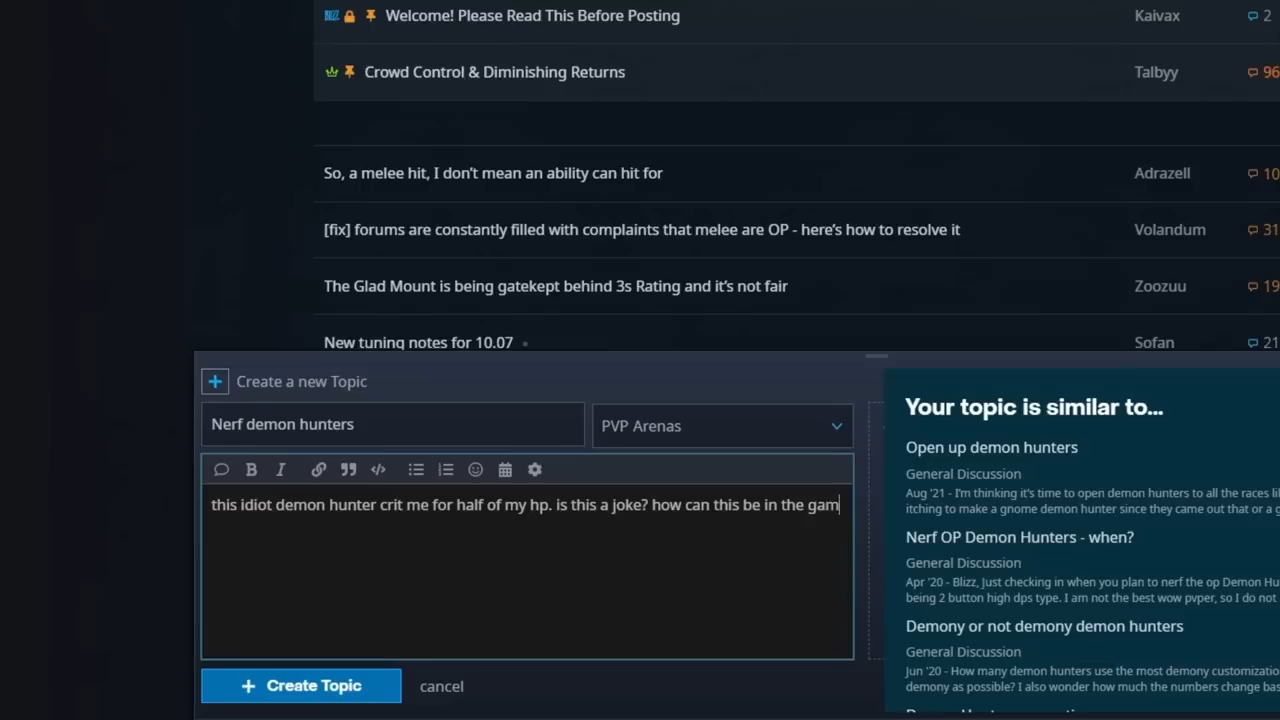 BLIZZ Welcome! Please Read This Before Posting Kaivax 2
Crowd Control & Diminishing Returns Talbyy 96
So, a melee hit, I don't mean an ability can hit for Adrazell 10
[fix] forums are constantly filled with complaints that melee are OP - here's how to resolve it Volandum 31
The Glad Mount is being gatekept behind 3s Rating and it's not fair Zoozuu 19
New tuning notes for 10.07 Sofan 21
Create a new Topic
Nerf demon hunters
PVP Arenas
this idiot demon hunter crit me for half of my hp. is this a joke? how can this be in the gam
Create Topic cancel
Your topic is similar to...
Open up demon hunters
General Discussion
Aug '21 - I'm thinking it's time to open demon hunters to all the races li
itching to make a gnome demon hunter since they came out that or a g
Nerf OP Demon Hunters - when?
General Discussion
Apr '20 - Blizz, Just checking in when you plan to nerf the op Demon Hu
being 2 button high dps type. I am not the best wow pvper, so I do not
Demony or not demony demon hunters
General Discussion
Jun '20 - How many demon hunters use the most demony customizatio
demony as possible? I also wonder how much the numbers change bas